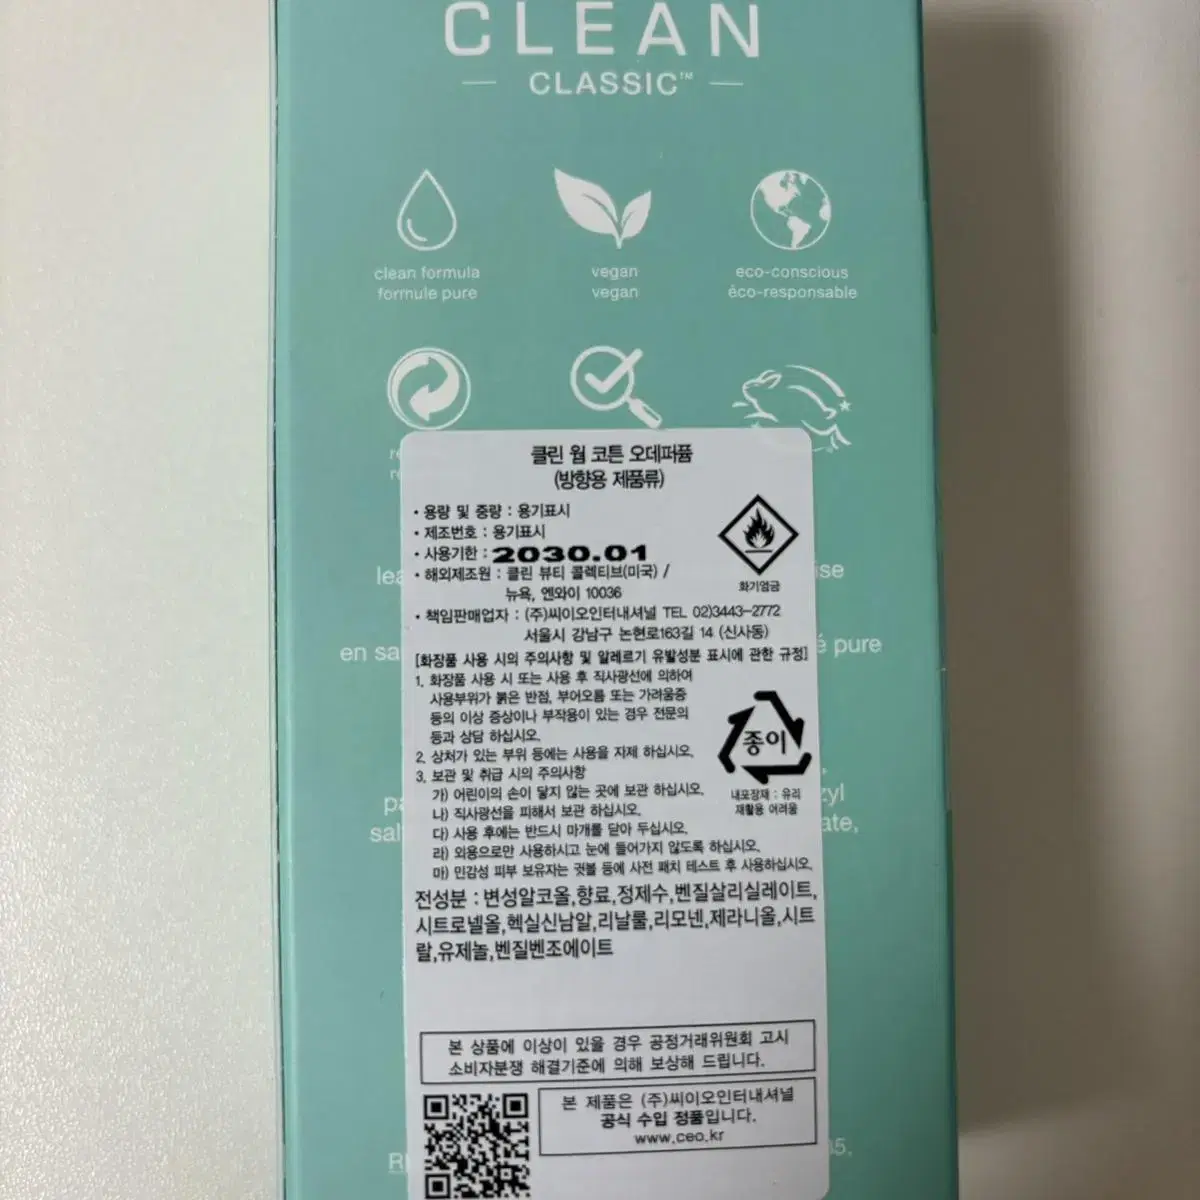 CLEAN
CLASSIC™
clean formula
formule pure
vegan
vegan
eco-conscious
éco-responsable
클린 웜 코튼 오데퍼퓸
(방향용 제품류)
• 용량 및 중량 : 용기표시
• 제조번호 : 용기표시
• 사용기한 : 2030.01
• 해외제조원 : 클린 뷰티 콜렉티브(미국) /
뉴욕, 엔와이 10036
화기엄금
• 책임판매업자 : (주)씨이오인터내셔널 TEL 02)3443-2772
서울시 강남구 논현로163길 14 (신사동)
[화장품 사용 시의 주의사항 및 알레르기 유발성분 표시에 관한 규정]
1. 화장품 사용 시 또는 사용 후 직사광선에 의하여
사용부위가 붉은 반점, 부어오름 또는 가려움증
등의 이상 증상이나 부작용이 있는 경우 전문의
등과 상담 하십시오.
2. 상처가 있는 부위 등에는 사용을 자제 하십시오.
3. 보관 및 취급 시의 주의사항
가) 어린이의 손이 닿지 않는 곳에 보관 하십시오.
나) 직사광선을 피해서 보관 하십시오.
다) 사용 후에는 반드시 마개를 닫아 두십시오.
라) 외용으로만 사용하시고 눈에 들어가지 않도록 하십시오.
마) 민감성 피부 보유자는 귓볼 등에 사전 패치 테스트 후 사용하십시오.
종이
내포장재 : 유리
재활용 어려움
전성분 : 변성알코올,향료,정제수,벤질살리실레이트,
시트로넬올,헥실신남알,리날룰,리모넨,제라니올,시트
랄,유제놀,벤질벤조에이트
본 상품에 이상이 있을 경우 공정거래위원회 고시
소비자분쟁 해결기준에 의해 보상해 드립니다.
본 제품은 (주)씨이오인터내셔널
공식 수입 정품입니다.
www.ceo.kr
en
é pure